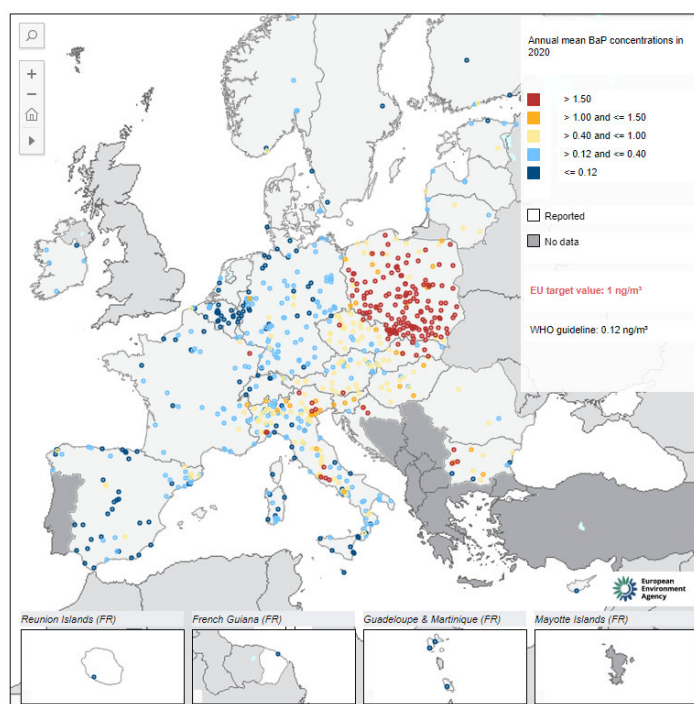 Annual mean BaP concentrations in
2020
> 1.50
> 1.00 and <= 1.50
> 0.40 and <= 1.00
> 0.12 and <= 0.40
<= 0.12
Reported
No data
EU target value: 1 ng/m³
WHO guideline: 0.12 ng/m³
European
Environment
Agency
Reunion Islands (FR)
French Guiana (FR)
Guadeloupe & Martinique (FR)
Mayotte Islands (FR)